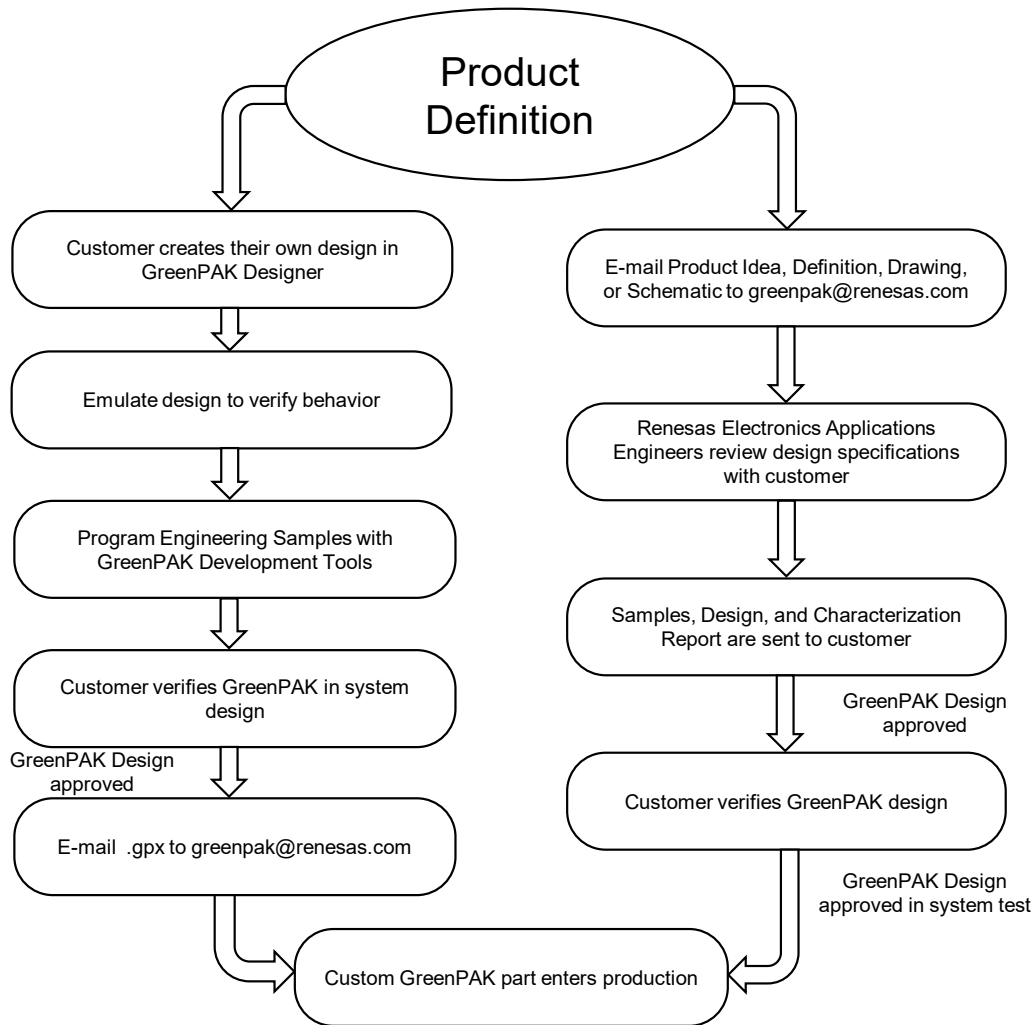 Product
Definition
Customer creates their own design in
GreenPAK Designer
Emulate design to verify behavior
Program Engineering Samples with
GreenPAK Development Tools
Customer verifies GreenPAK in system
design
GreenPAK Design
approved
E-mail .gpx to greenpak@renesas.com
E-mail Product Idea, Definition, Drawing,
or Schematic to greenpak@renesas.com
Renesas Electronics Applications
Engineers review design specifications
with customer
Samples, Design, and Characterization
Report are sent to customer
GreenPAK Design
approved
Customer verifies GreenPAK design
GreenPAK Design
approved in system test
Custom GreenPAK part enters production